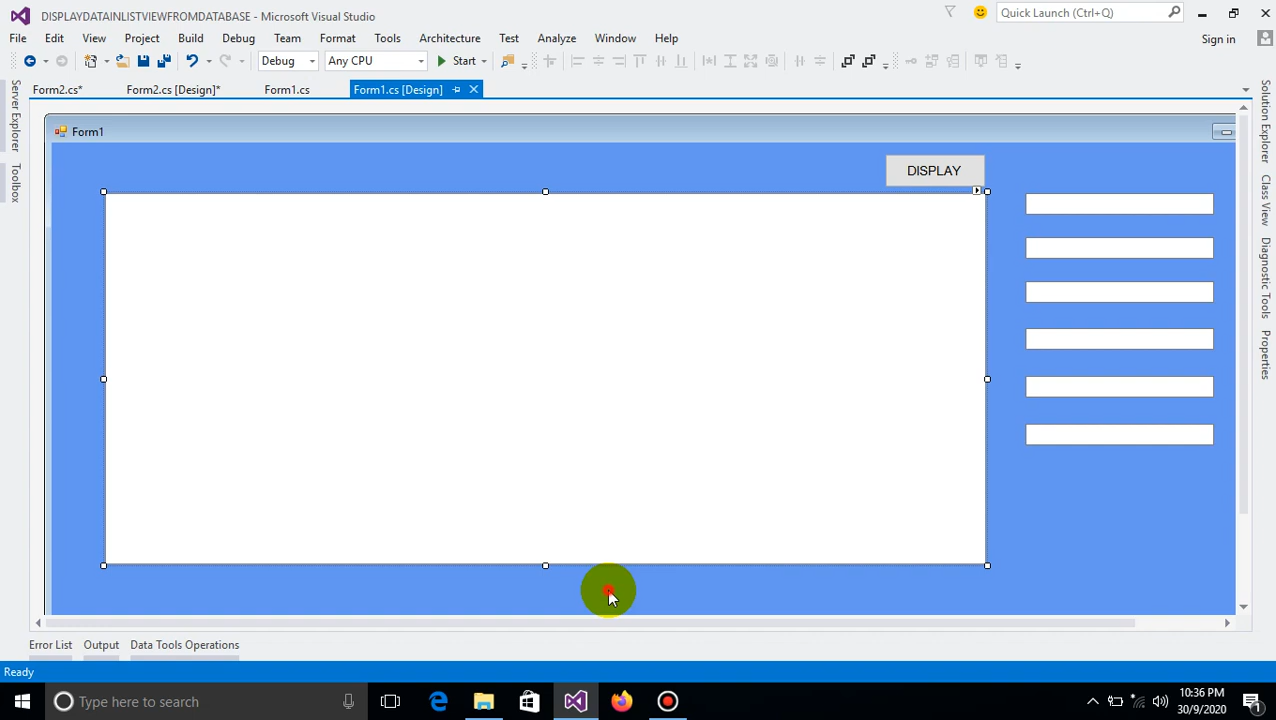 DISPLAYDATAINLISTVIEWFROMDATABASE - Microsoft Visual Studio
Quick Launch (Ctrl+Q)
File Edit View Project Build Debug Team Format Tools Architecture Test Analyze Window Help
Sign in
Debug Any CPU Start
Form2.cs* Form2.cs [Design]* Form1.cs Form1.cs [Design]
Server Explorer
Toolbox
Form1
DISPLAY
Solution Explorer
Class View
Diagnostic Tools
Properties
Error List Output Data Tools Operations
Ready
Type here to search
10:36 PM
30/9/2020
1